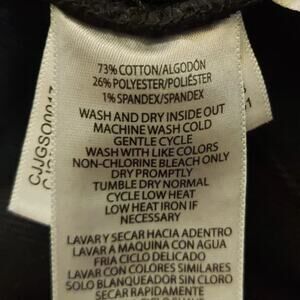 73% COTTON/ALGODÓN
26% POLYESTER/POLIÉSTER
1% SPANDEX/SPANDEX
WASH AND DRY INSIDE OUT
MACHINE WASH COLD
GENTLE CYCLE
WASH WITH LIKE COLORS
NON-CHLORINE BLEACH ONLY
DRY PROMPTLY
TUMBLE DRY NORMAL
CYCLE LOW HEAT
LOW HEAT IRON IF
NECESSARY
LAVAR Y SECAR HACIA ADENTRO
LAVAR A MAQUINA CON AGUA
FRIA CICLO DELICADO
LAVAR CON COLORES SIMILARES
SOLO BLANQUEADOR SIN CLORO
SECAR RAPIDAMENTE